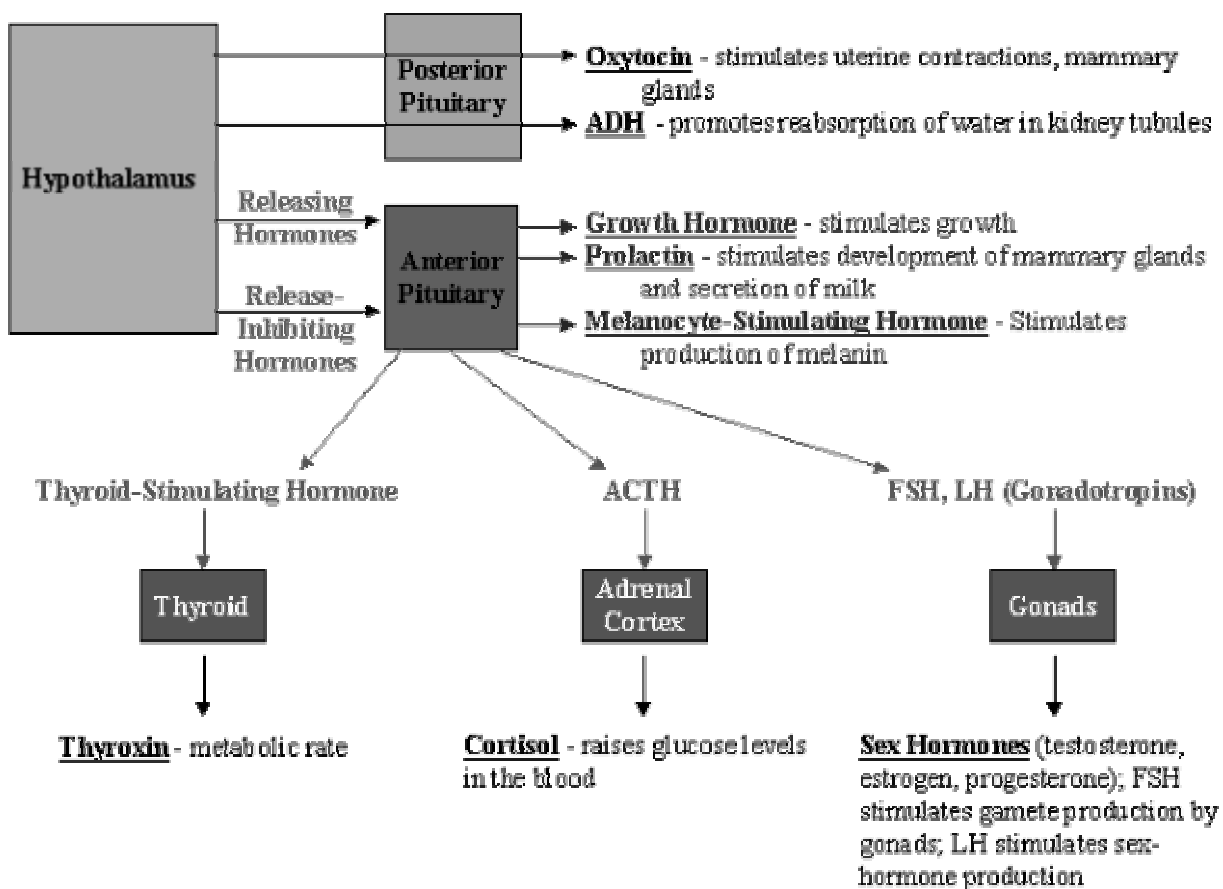 Hypothalamus
Posterior
Pituitary
Oxytocin - stimulates uterine contractions, mammary
glands
ADH - promotes reabsorption of water in kidney tubules
Releasing
Hormones
Release-
Inhibiting
Hormones
Anterior
Pituitary
Growth Hormone - stimulates growth
Prolactin - stimulates development of mammary glands
and secretion of milk
Melanocyte-Stimulating Hormone - Stimulates
production of melanin
Thyroid-Stimulating Hormone
ACTH
FSH, LH (Gonadotropins)
Thyroid
Adrenal
Cortex
Gonads
Thyroxin - metabolic rate
Cortisol - raises glucose levels
in the blood
Sex Hormones (testosterone,
estrogen, progesterone); FSH
stimulates gamete production by
gonads; LH stimulates sex-
hormone production